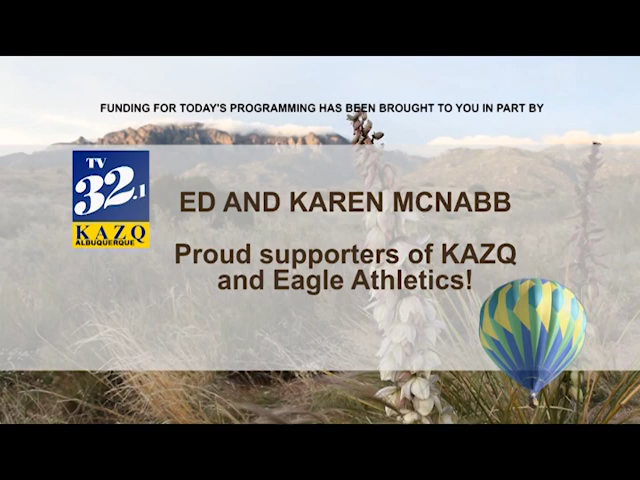 FUNDING FOR TODAY'S PROGRAMMING HAS BEEN BROUGHT TO YOU IN PART BY
TV
32.1
KAZQ
ALBUQUERQUE
ED AND KAREN MCNABB
Proud supporters of KAZQ
and Eagle Athletics!